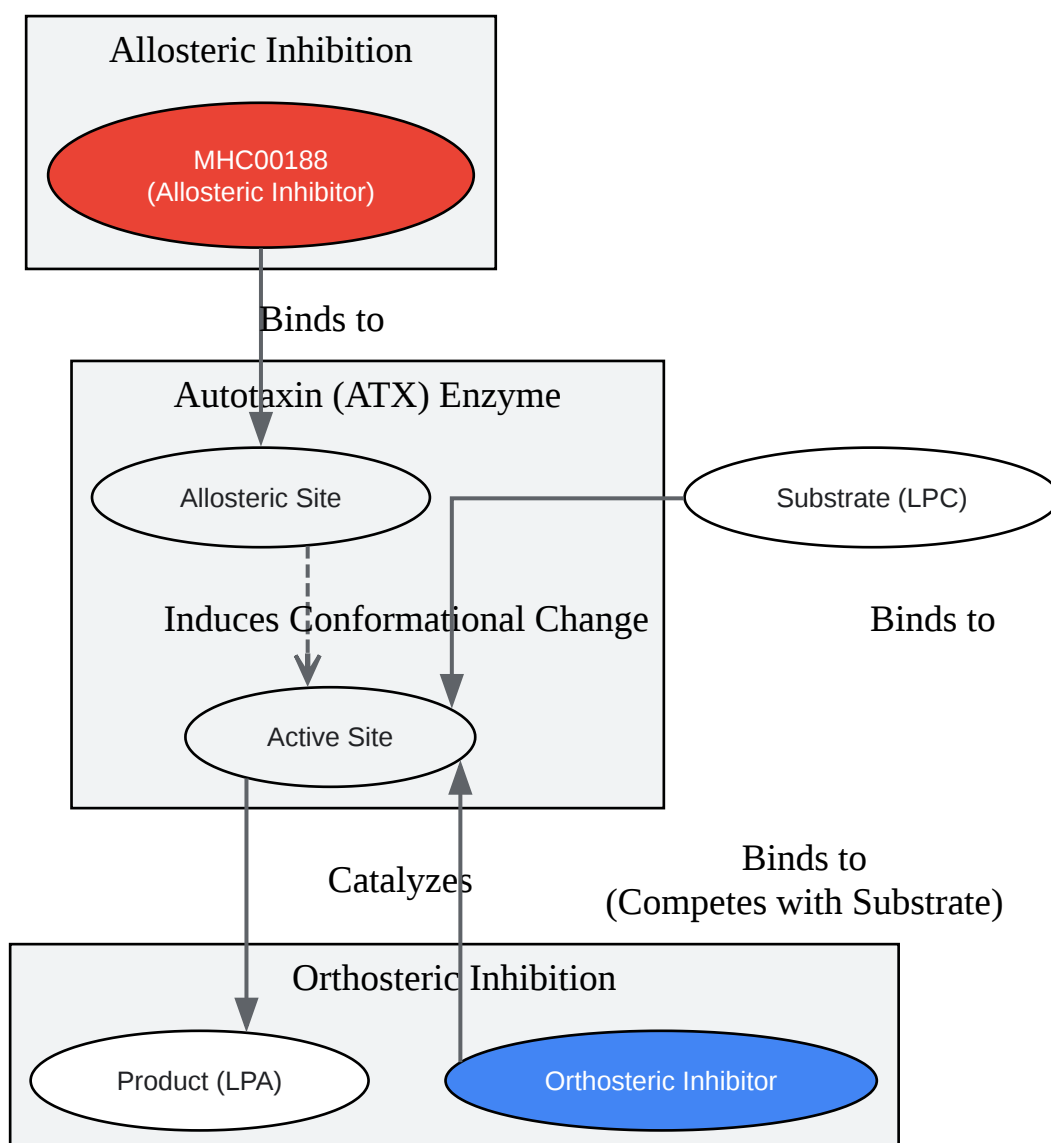 Allosteric Inhibition
MHC00188
(Allosteric Inhibitor)
Binds to
Autotaxin (ATX) Enzyme
Allosteric Site
Substrate (LPC)
Induces Conformational Change
Binds to
Active Site
Binds to
(Competes with Substrate)
Catalyzes
Orthosteric Inhibition
Product (LPA)
Orthosteric Inhibitor